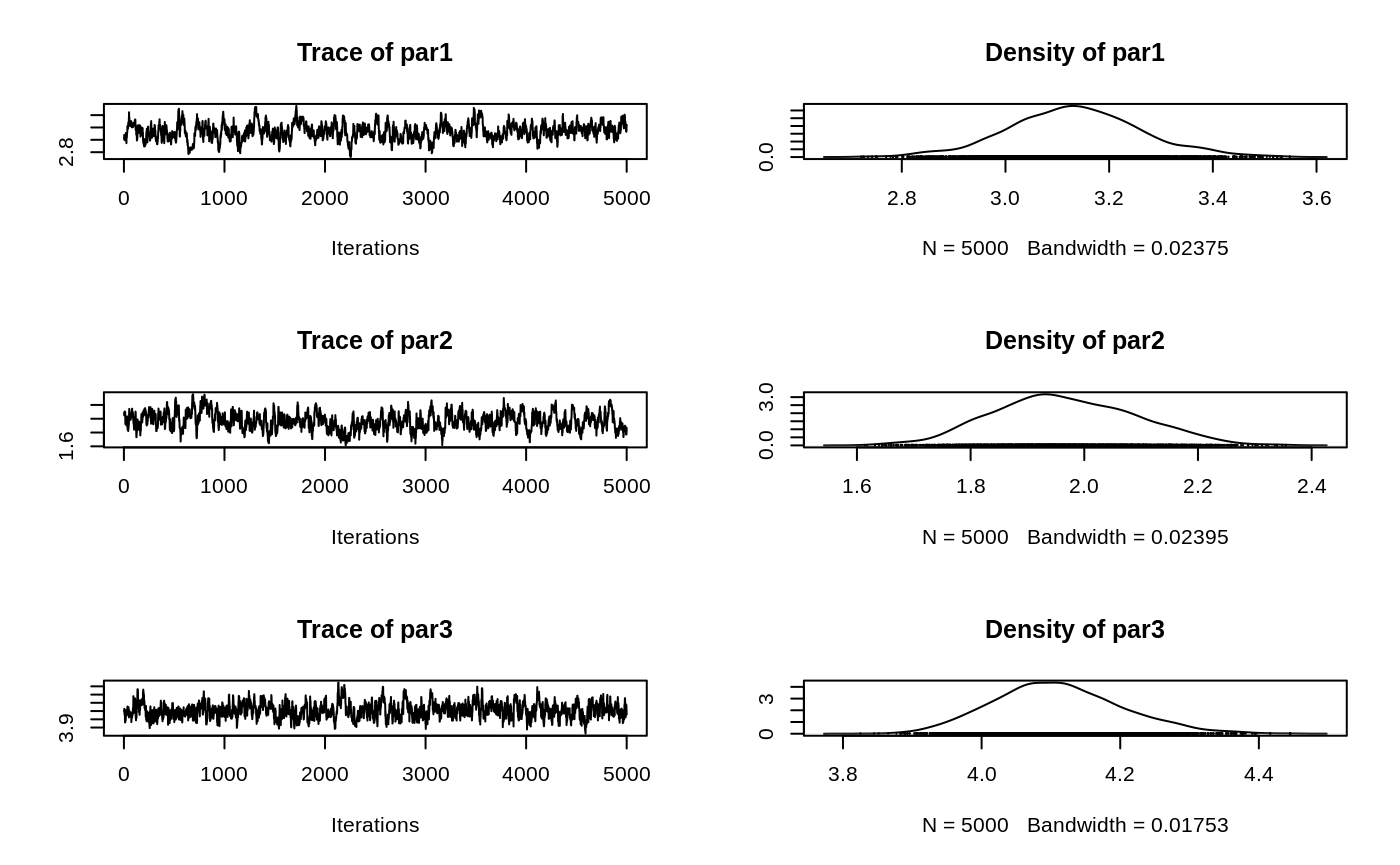 Trace of par1
2.8
0 1000 2000 3000 4000 5000
Iterations
Density of par1
0.0
2.8 3.0 3.2 3.4 3.6
N = 5000 Bandwidth = 0.02375
Trace of par2
1.6
0 1000 2000 3000 4000 5000
Iterations
Density of par2
3.0
0.0
1.6 1.8 2.0 2.2 2.4
N = 5000 Bandwidth = 0.02395
Trace of par3
3.9
0 1000 2000 3000 4000 5000
Iterations
Density of par3
3
0
3.8 4.0 4.2 4.4
N = 5000 Bandwidth = 0.01753